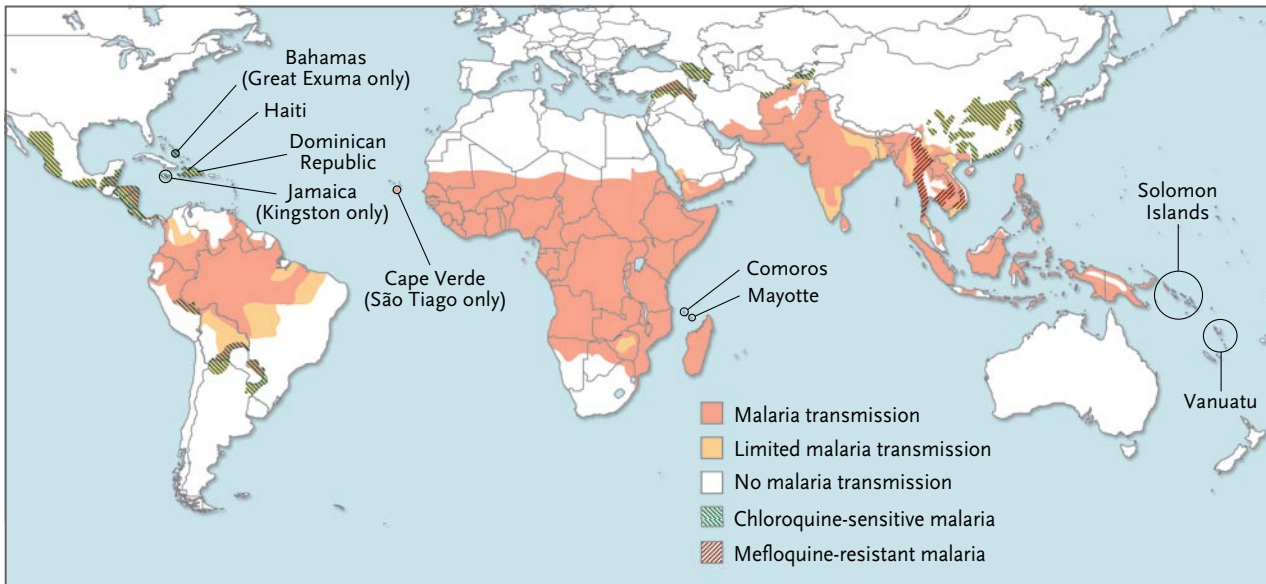 Bahamas
(Great Exuma only)
Haiti
Dominican
Republic
Jamaica
(Kingston only)
Cape Verde
(São Tiago only)
Comoros
Mayotte
Solomon
Islands
Vanuatu
Malaria transmission
Limited malaria transmission
No malaria transmission
Chloroquine-sensitive malaria
Mefloquine-resistant malaria